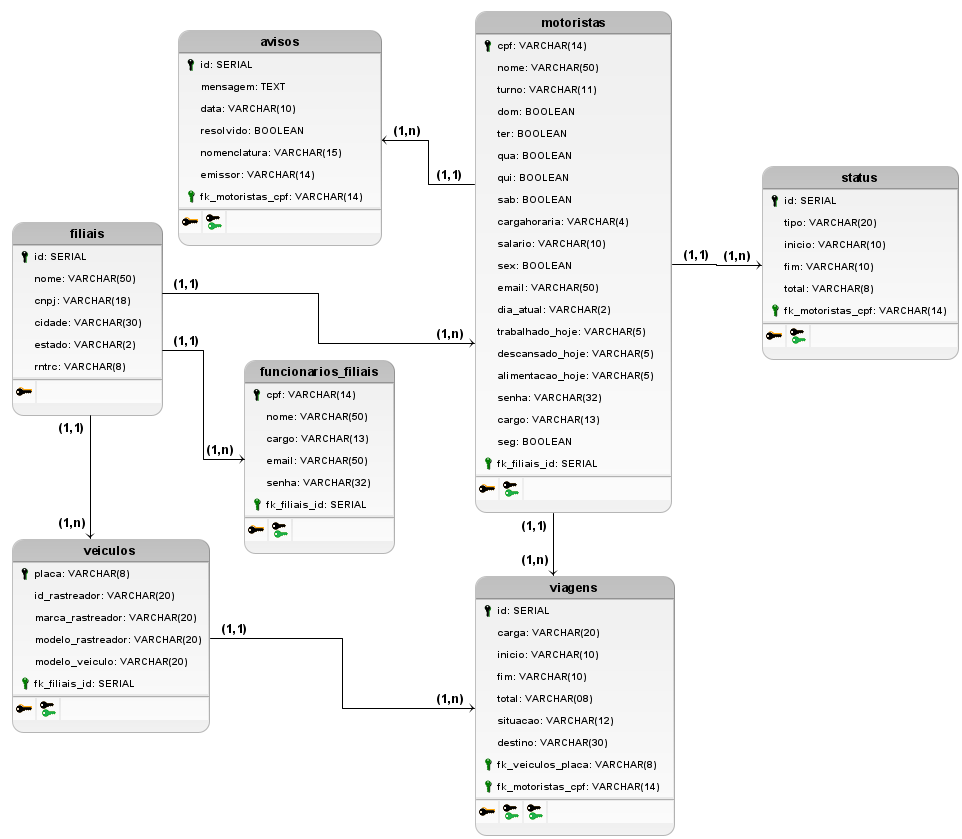 motoristas
cpf: VARCHAR(14)
nome: VARCHAR(50)
turno: VARCHAR(11)
dom: BOOLEAN
ter: BOOLEAN
qua: BOOLEAN
qui: BOOLEAN
sab: BOOLEAN
cargahoraria: VARCHAR(4)
salario: VARCHAR(10)
sex: BOOLEAN
email: VARCHAR(50)
dia_atual: VARCHAR(2)
trabalhado_hoje: VARCHAR(5)
descansado_hoje: VARCHAR(5)
alimentacao_hoje: VARCHAR(5)
senha: VARCHAR(32)
cargo: VARCHAR(13)
seg: BOOLEAN
fk_filiais_id: SERIAL
avisos
id: SERIAL
mensagem: TEXT
data: VARCHAR(10)
resolvido: BOOLEAN
nomenclatura: VARCHAR(15)
emissor: VARCHAR(14)
fk_motoristas_cpf: VARCHAR(14)
(1,n)
(1,1)
status
id: SERIAL
tipo: VARCHAR(20)
inicio: VARCHAR(10)
fim: VARCHAR(10)
total: VARCHAR(8)
fk_motoristas_cpf: VARCHAR(14)
(1,1)
(1,n)
filiais
id: SERIAL
nome: VARCHAR(50)
cnpj: VARCHAR(18)
cidade: VARCHAR(30)
estado: VARCHAR(2)
rntrc: VARCHAR(8)
(1,1)
(1,n)
(1,1)
(1,n)
(1,1)
(1,n)
funcionarios_filiais
cpf: VARCHAR(14)
nome: VARCHAR(50)
cargo: VARCHAR(13)
email: VARCHAR(50)
senha: VARCHAR(32)
fk_filiais_id: SERIAL
veiculos
placa: VARCHAR(8)
id_rastreador: VARCHAR(20)
marca_rastreador: VARCHAR(20)
modelo_rastreador: VARCHAR(20)
modelo_veiculo: VARCHAR(20)
fk_filiais_id: SERIAL
(1,1)
(1,n)
(1,1)
(1,n)
viagens
id: SERIAL
carga: VARCHAR(20)
inicio: VARCHAR(10)
fim: VARCHAR(10)
total: VARCHAR(08)
situacao: VARCHAR(12)
destino: VARCHAR(30)
fk_veiculos_placa: VARCHAR(8)
fk_motoristas_cpf: VARCHAR(14)